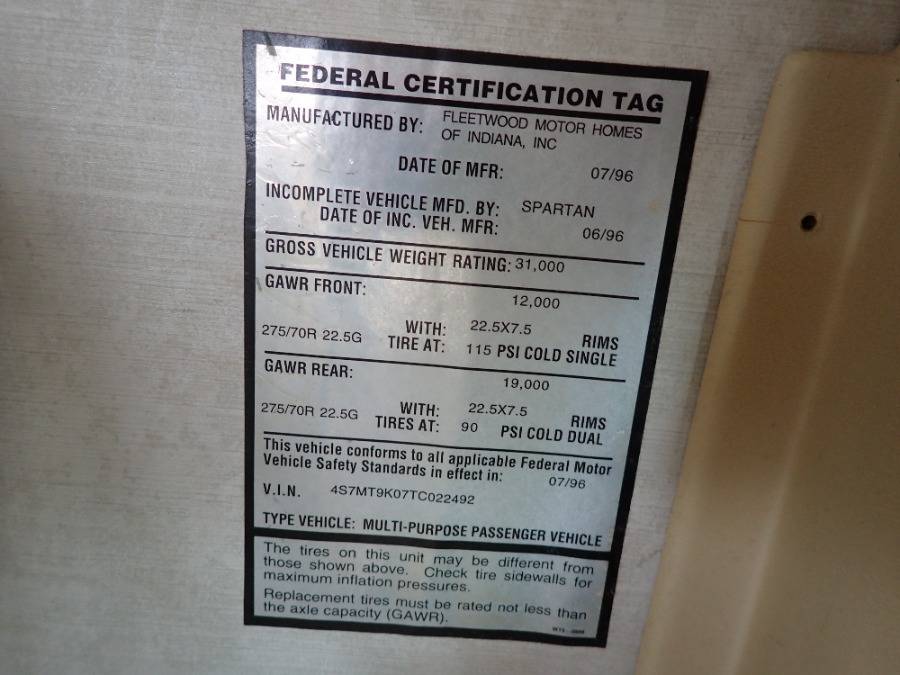 FEDERAL CERTIFICATION TAG
MANUFACTURED BY: FLEETWOOD MOTOR HOMES
OF INDIANA, INC
DATE OF MFR: 07/96
INCOMPLETE VEHICLE MFD. BY: SPARTAN
DATE OF INC. VEH. MFR: 06/96
GROSS VEHICLE WEIGHT RATING: 31,000
GAWR FRONT: 12,000
WITH: 22.5X7.5 RIMS
275/70R 22.5G TIRE AT: 115 PSI COLD SINGLE
GAWR REAR: 19,000
WITH: 22.5X7.5 RIMS
275/70R 22.5G TIRES AT: 90 PSI COLD DUAL
This vehicle conforms to all applicable Federal Motor
Vehicle Safety Standards in effect in: 07/96
V.I.N. 4S7MT9K07TC022492
TYPE VEHICLE: MULTI-PURPOSE PASSENGER VEHICLE
The tires on this unit may be different from
those shown above. Check tire sidewalls for
maximum inflation pressures.
Replacement tires must be rated not less than
the axle capacity (GAWR).